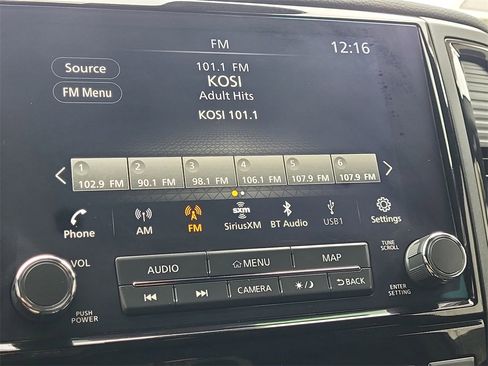 FM
12:16
Source
FM Menu
101.1 FM
KOSI
Adult Hits
KOSI 101.1
1 2 3 4 5 6
102.9 FM 90.1 FM 98.1 FM 106.1 FM 107.9 FM 107.9 FM
Phone
AM
FM
sxm
SiriusXM
BT Audio
USB1
Settings
VOL
PUSH
POWER
AUDIO
MENU
MAP
CAMERA
BACK
TUNE
SCROLL
ENTER
SETTING